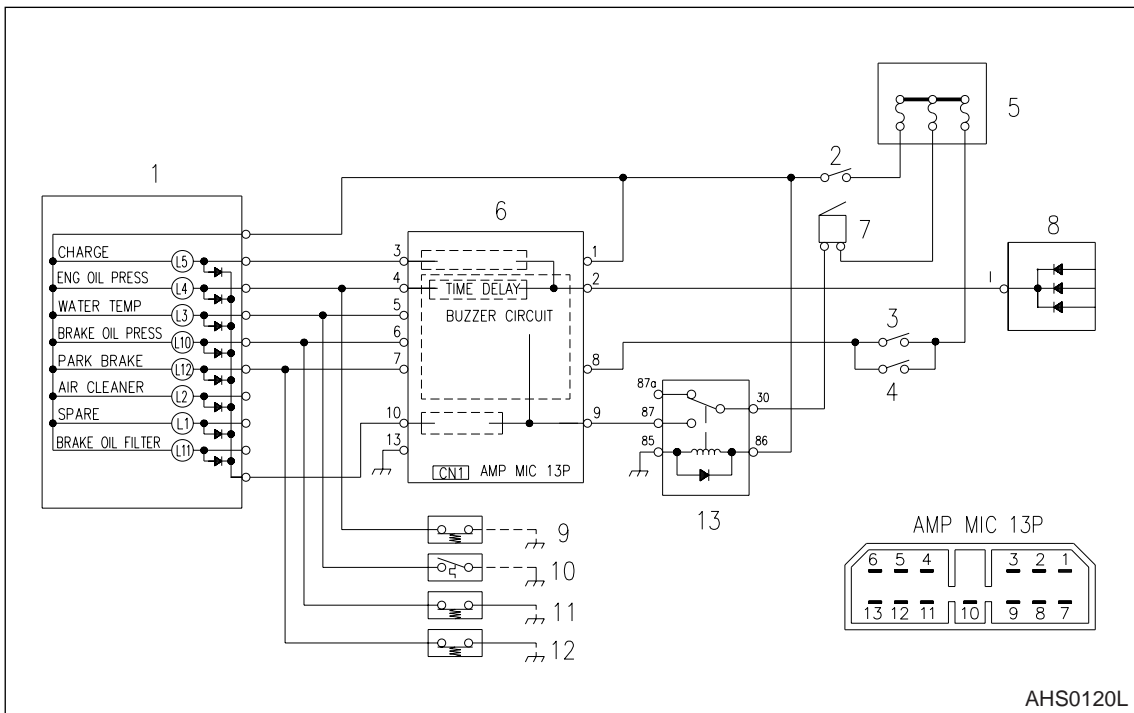 1
CHARGE
L5
ENG OIL PRESS
L4
WATER TEMP
L3
BRAKE OIL PRESS
L10
PARK BRAKE
L12
AIR CLEANER
L2
SPARE
L1
BRAKE OIL FILTER
L11
6
3
4
5
6
7
10
13
TIME DELAY
BUZZER CIRCUIT
CN1 AMP MIC 13P
1
2
8
9
2
5
7
3
4
8
I
87a
87
85
30
86
13
9
10
11
12
AMP MIC 13P
6 5 4 3 2 1
13 12 11 10 9 8 7
AHS0120L